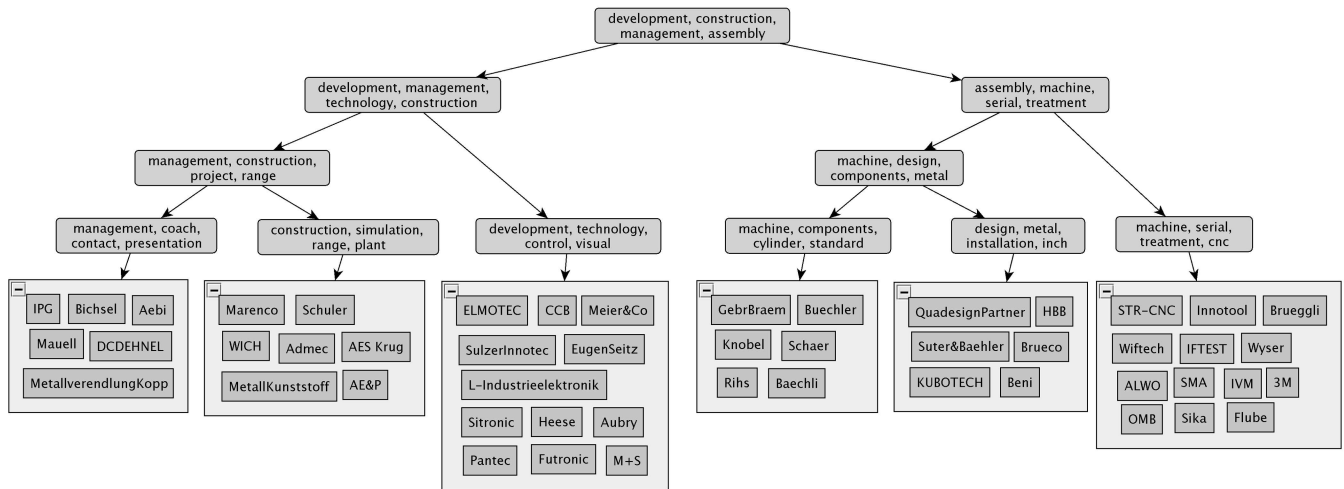 development, construction,
management, assembly
development, management,
technology, construction
assembly, machine,
serial, treatment
management, construction,
project, range
machine, design,
components, metal
management, coach,
contact, presentation
construction, simulation,
range, plant
development, technology,
control, visual
machine, components,
cylinder, standard
design, metal,
installation, inch
machine, serial,
treatment, cnc
IPG Bichsel Aebi
Mauell DCDEHNEL
MetallverendlungKopp
Marenco Schuler
WICH Admec AES Krug
MetallKunststoff AE&P
ELMOTEC CCB Meier&Co
SulzerInnotec EugenSeitz
L-Industrieelektronik
Sitronic Heese Aubry
Pantec Futronic M+S
GebrBraem Buechler
Knobel Schaer
Rihs Baechli
QuadesignPartner HBB
Suter&Baehler Brueco
KUBOTECH Beni
STR-CNC Innotool Brueggli
Wiftech IFTEST Wyser
ALWO SMA IVM 3M
OMB Sika Flube